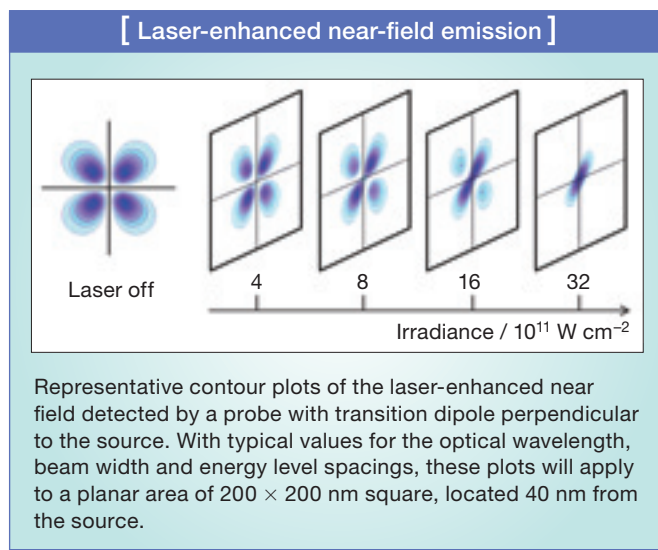 [ Laser-enhanced near-field emission ]
Laser off
4 8 16 32
Irradiance / 10¹¹ W cm⁻²
Representative contour plots of the laser-enhanced near
field detected by a probe with transition dipole perpendicular
to the source. With typical values for the optical wavelength,
beam width and energy level spacings, these plots will apply
to a planar area of 200 × 200 nm square, located 40 nm from
the source.